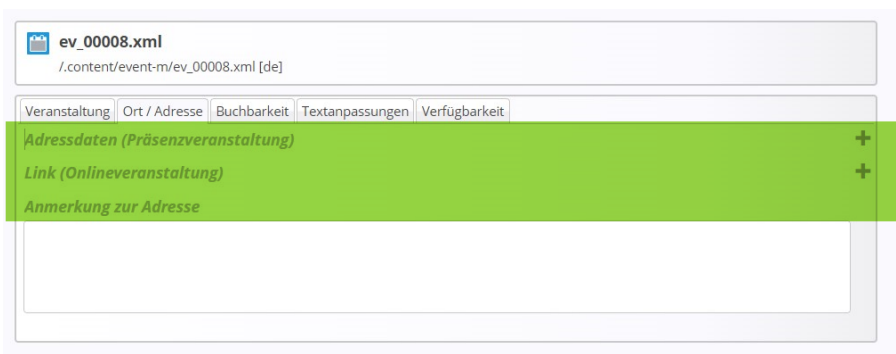 ev_00008.xml
/.content/event-m/ev_00008.xml [de]
Veranstaltung Ort / Adresse Buchbarkeit Textanpassungen Verfügbarkeit
Adressdaten (Präsenzveranstaltung)
Link (Onlineveranstaltung)
Anmerkung zur Adresse